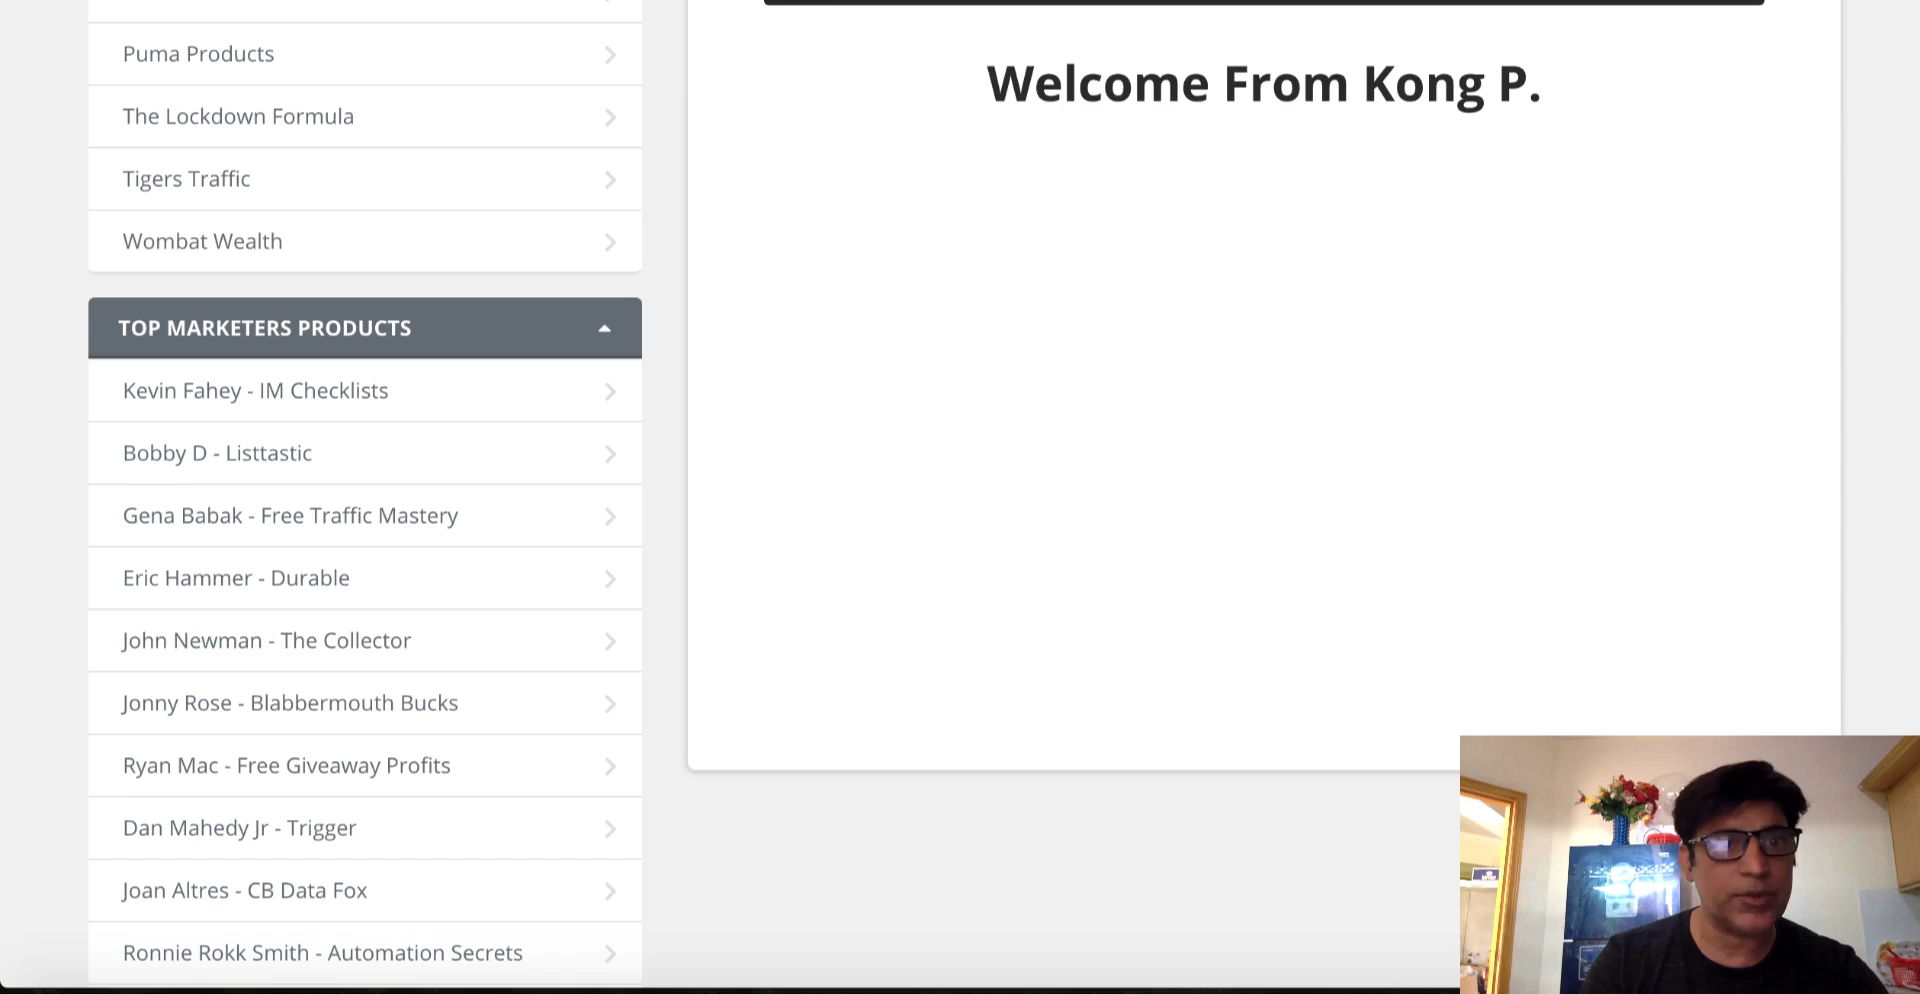 Puma Products
The Lockdown Formula
Tigers Traffic
Wombat Wealth
TOP MARKETERS PRODUCTS
Kevin Fahey - IM Checklists
Bobby D - Listtastic
Gena Babak - Free Traffic Mastery
Eric Hammer - Durable
John Newman - The Collector
Jonny Rose - Blabbermouth Bucks
Ryan Mac - Free Giveaway Profits
Dan Mahedy Jr - Trigger
Joan Altres - CB Data Fox
Ronnie Rokk Smith - Automation Secrets
Welcome From Kong P.